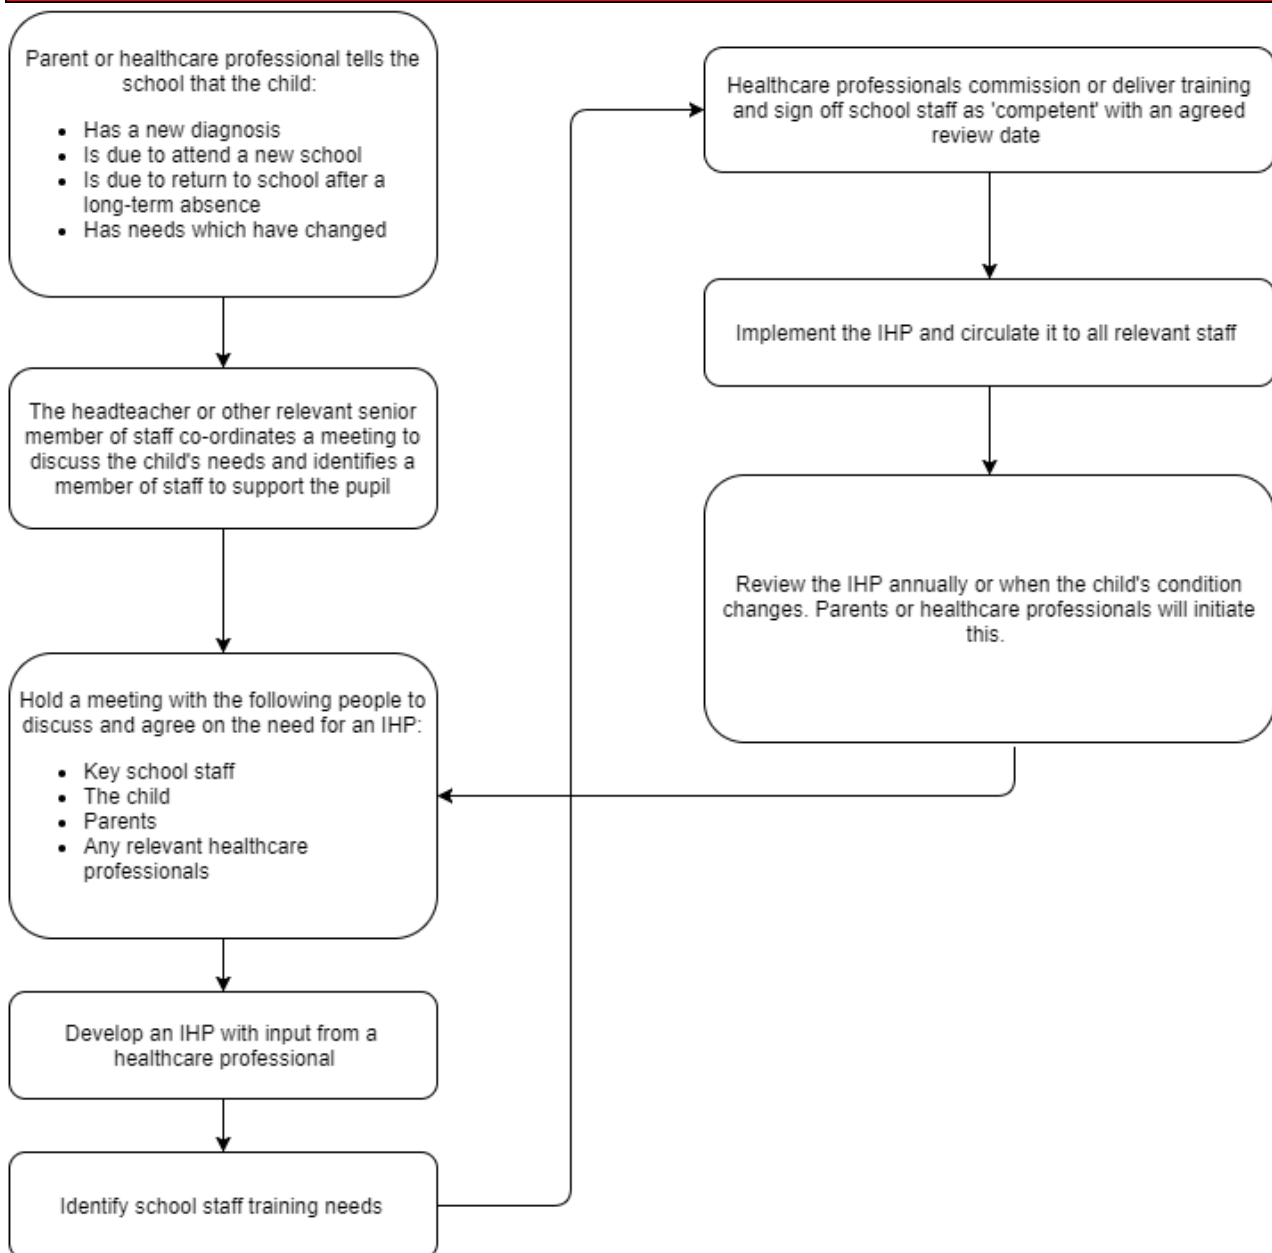 Parent or healthcare professional tells the
school that the child:
• Has a new diagnosis
• Is due to attend a new school
• Is due to return to school after a
long-term absence
• Has needs which have changed
The headteacher or other relevant senior
member of staff co-ordinates a meeting to
discuss the child's needs and identifies a
member of staff to support the pupil
Hold a meeting with the following people to
discuss and agree on the need for an IHP:
• Key school staff
• The child
• Parents
• Any relevant healthcare
professionals
Develop an IHP with input from a
healthcare professional
Identify school staff training needs
Healthcare professionals commission or deliver training
and sign off school staff as 'competent' with an agreed
review date
Implement the IHP and circulate it to all relevant staff
Review the IHP annually or when the child's condition
changes. Parents or healthcare professionals will initiate
this.